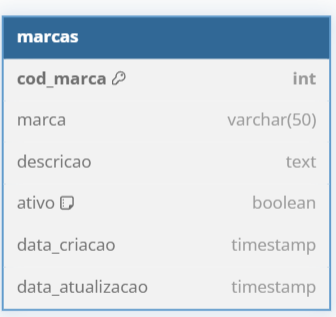 marcas
cod_marca int
marca varchar(50)
descricao text
ativo boolean
data_criacao timestamp
data_atualizacao timestamp